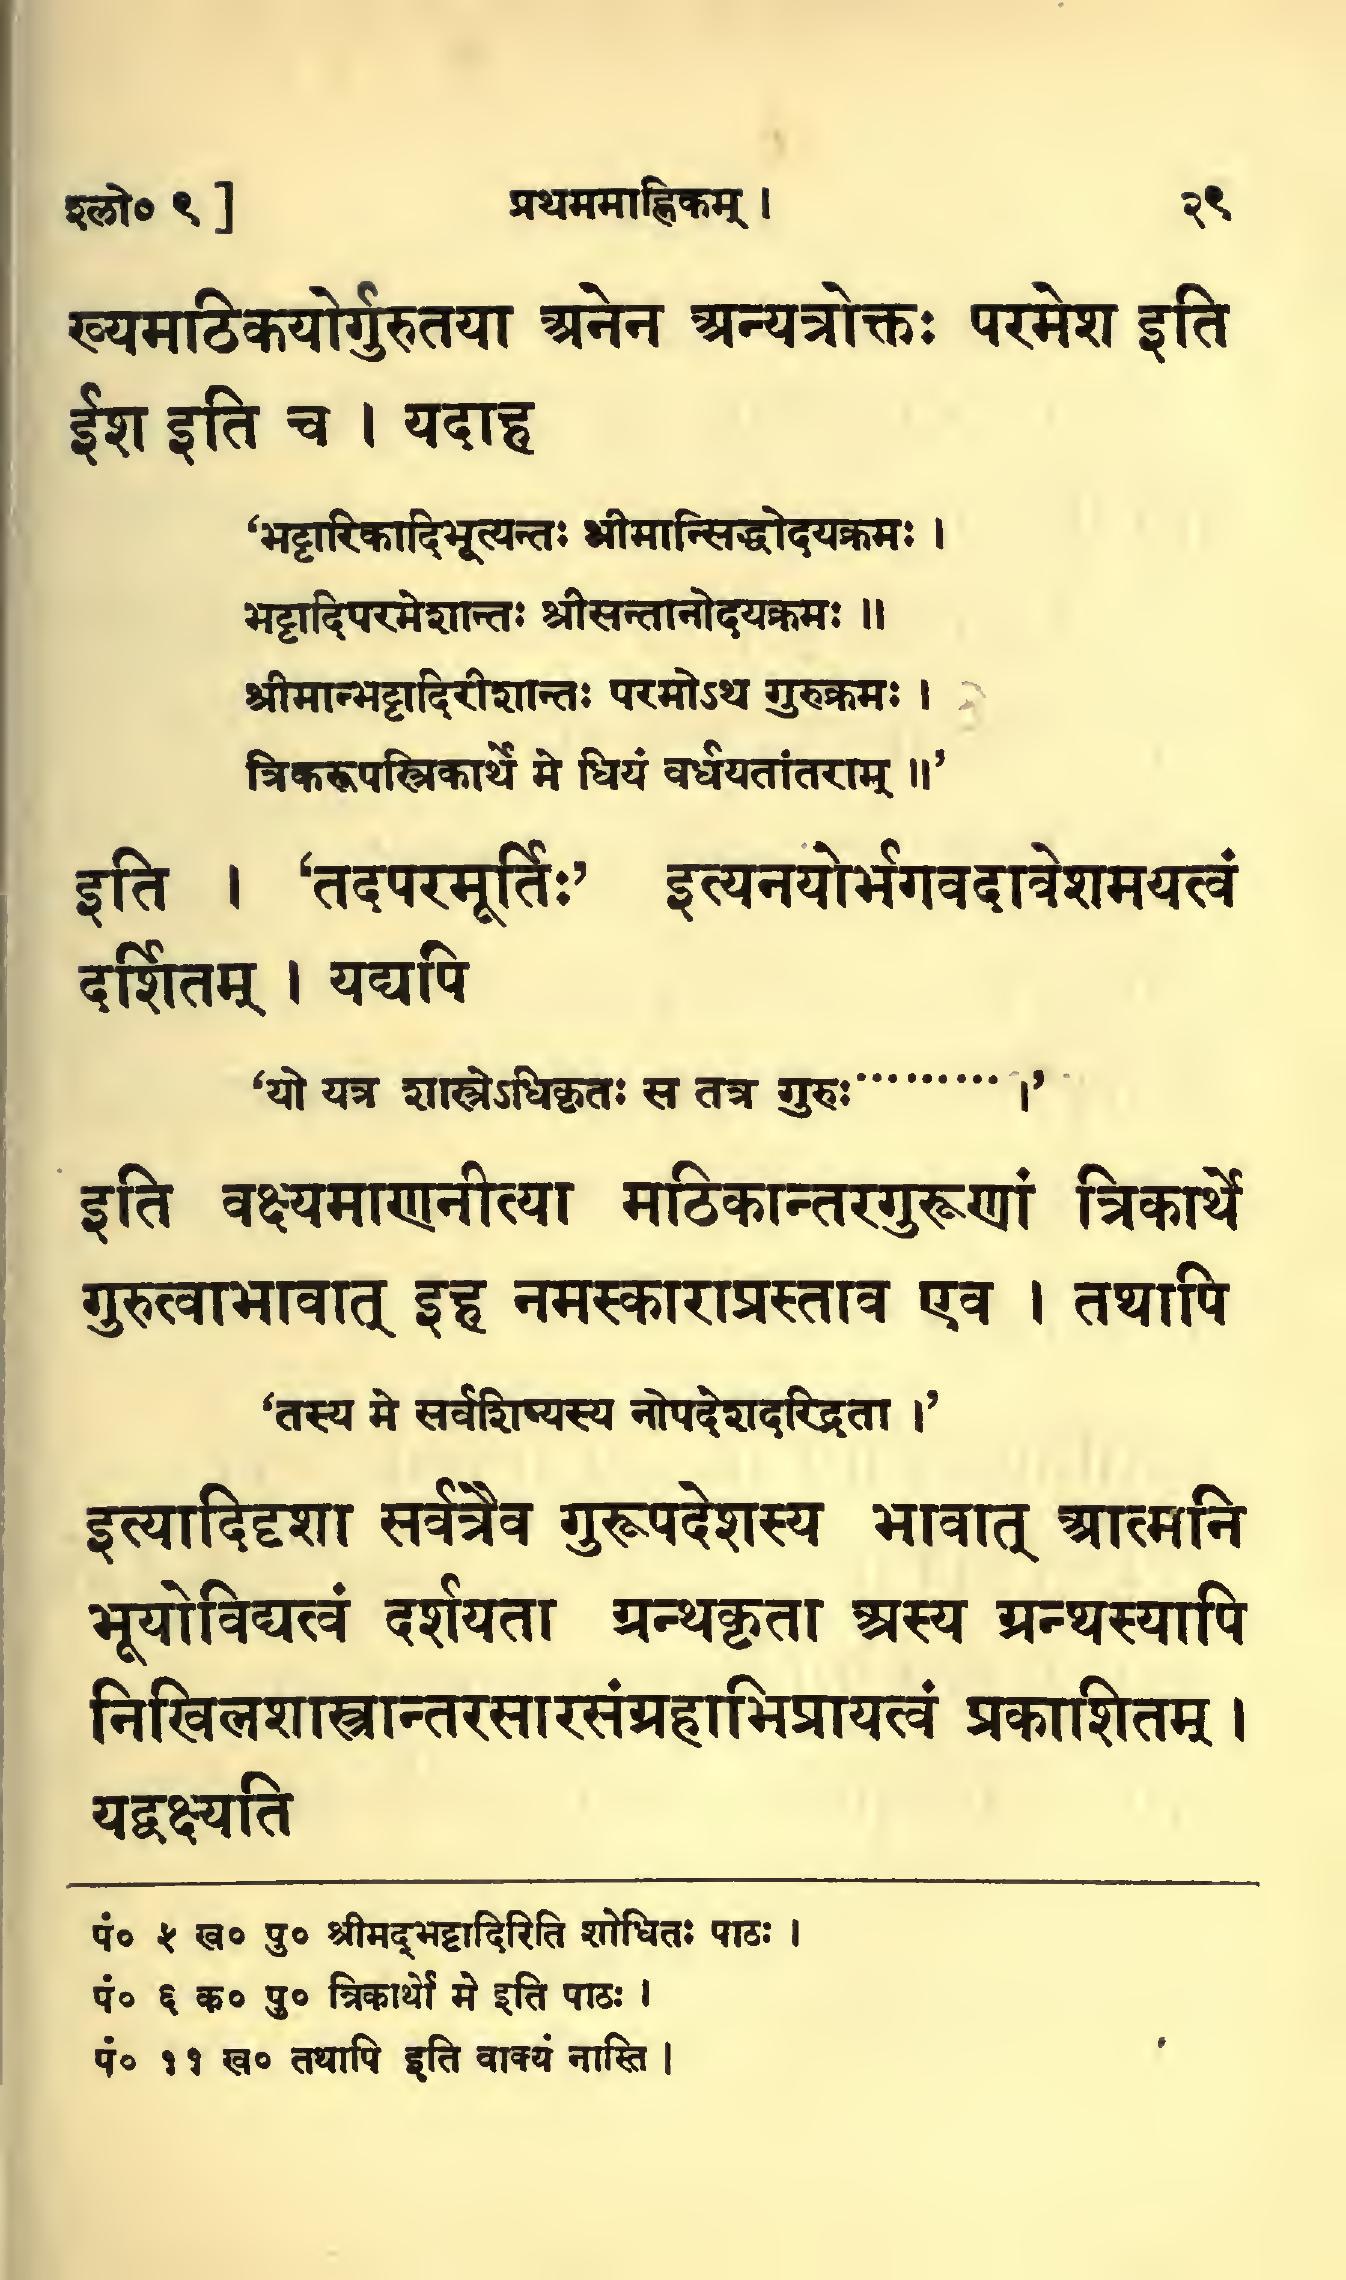 श्लो० ९ ] प्रथममाह्निकम् । २९
ख्यमठिकयोर्गुरुतया अनेन अन्यत्रोक्तः परमेश इति
ईश इति च । यदाह
‘भट्टारिकादिभूत्यन्तः श्रीमान्सिद्धोदयक्रमः ।
भट्टादिपरमेशान्तः श्रीसन्तानोदयक्रमः ॥
श्रीमान्भट्टादिरीशान्तः परमोऽथ गुरुक्रमः ।
त्रिकरूपस्त्रिकार्थे मे धियं वर्धयतांतराम् ॥’
इति । ‘तदपरमूर्तिः’ इत्यनयोर्भगवदावेशमयत्वं
दर्शितम् । यद्यपि
‘यो यत्र शास्त्रेऽधिकृतः स तत्र गुरुः·········।’
इति वक्ष्यमाणनीत्या मठिकान्तरगुरूणां त्रिकार्थे
गुरुत्वाभावात् इह नमस्काराप्रस्ताव एव । तथापि
‘तस्य मे सर्वशिष्यस्य नोपदेशदरिद्रता ।’
इत्यादिदृशा सर्वत्रैव गुरूपदेशस्य भावात् आत्मनि
भूयोविद्यत्वं दर्शयता ग्रन्थकृता अस्य ग्रन्थस्यापि
निखिलशास्त्रान्तरसारसंग्रहाभिप्रायत्वं प्रकाशितम् ।
यद्वक्ष्यति
पं० ५ ख० पु० श्रीमद्भट्टादिरिति शोधितः पाठः ।
पं० ६ क० पु० त्रिकार्थो मे इति पाठः ।
पं० ११ ख० तथापि इति वाक्यं नास्ति ।